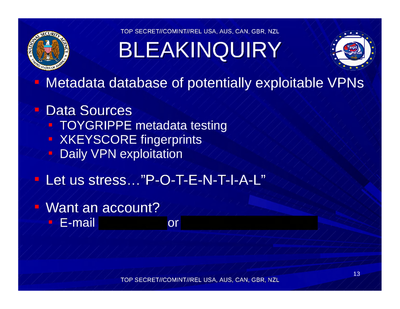 TOP SECRET//COMINT//REL USA, AUS, CAN, GBR, NZL
BLEAKINQUIRY
Metadata database of potentially exploitable VPNs
Data Sources
TOYGRIPPE metadata testing
XKEYSCORE fingerprints
Daily VPN exploitation
Let us stress…"P-O-T-E-N-T-I-A-L"
Want an account?
E-mail or
13
TOP SECRET//COMINT//REL USA, AUS, CAN, GBR, NZL